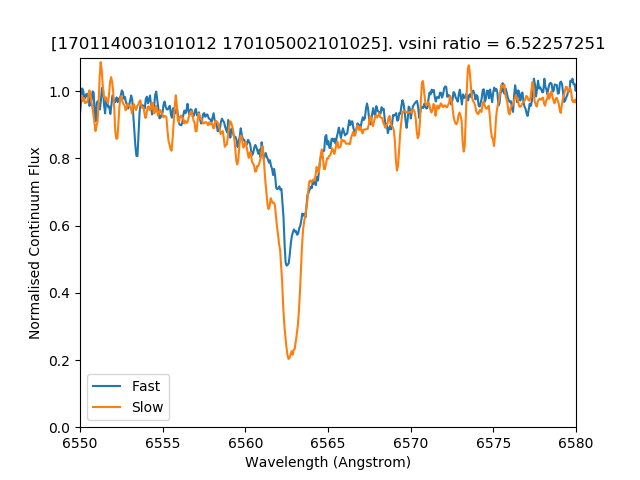 [170114003101012 170105002101025]. vsini ratio = 6.52257251
Normalised Continuum Flux
1.0
0.8
0.6
0.4
0.2
0.0
Fast
Slow
6550 6555 6560 6565 6570 6575 6580
Wavelength (Angstrom)